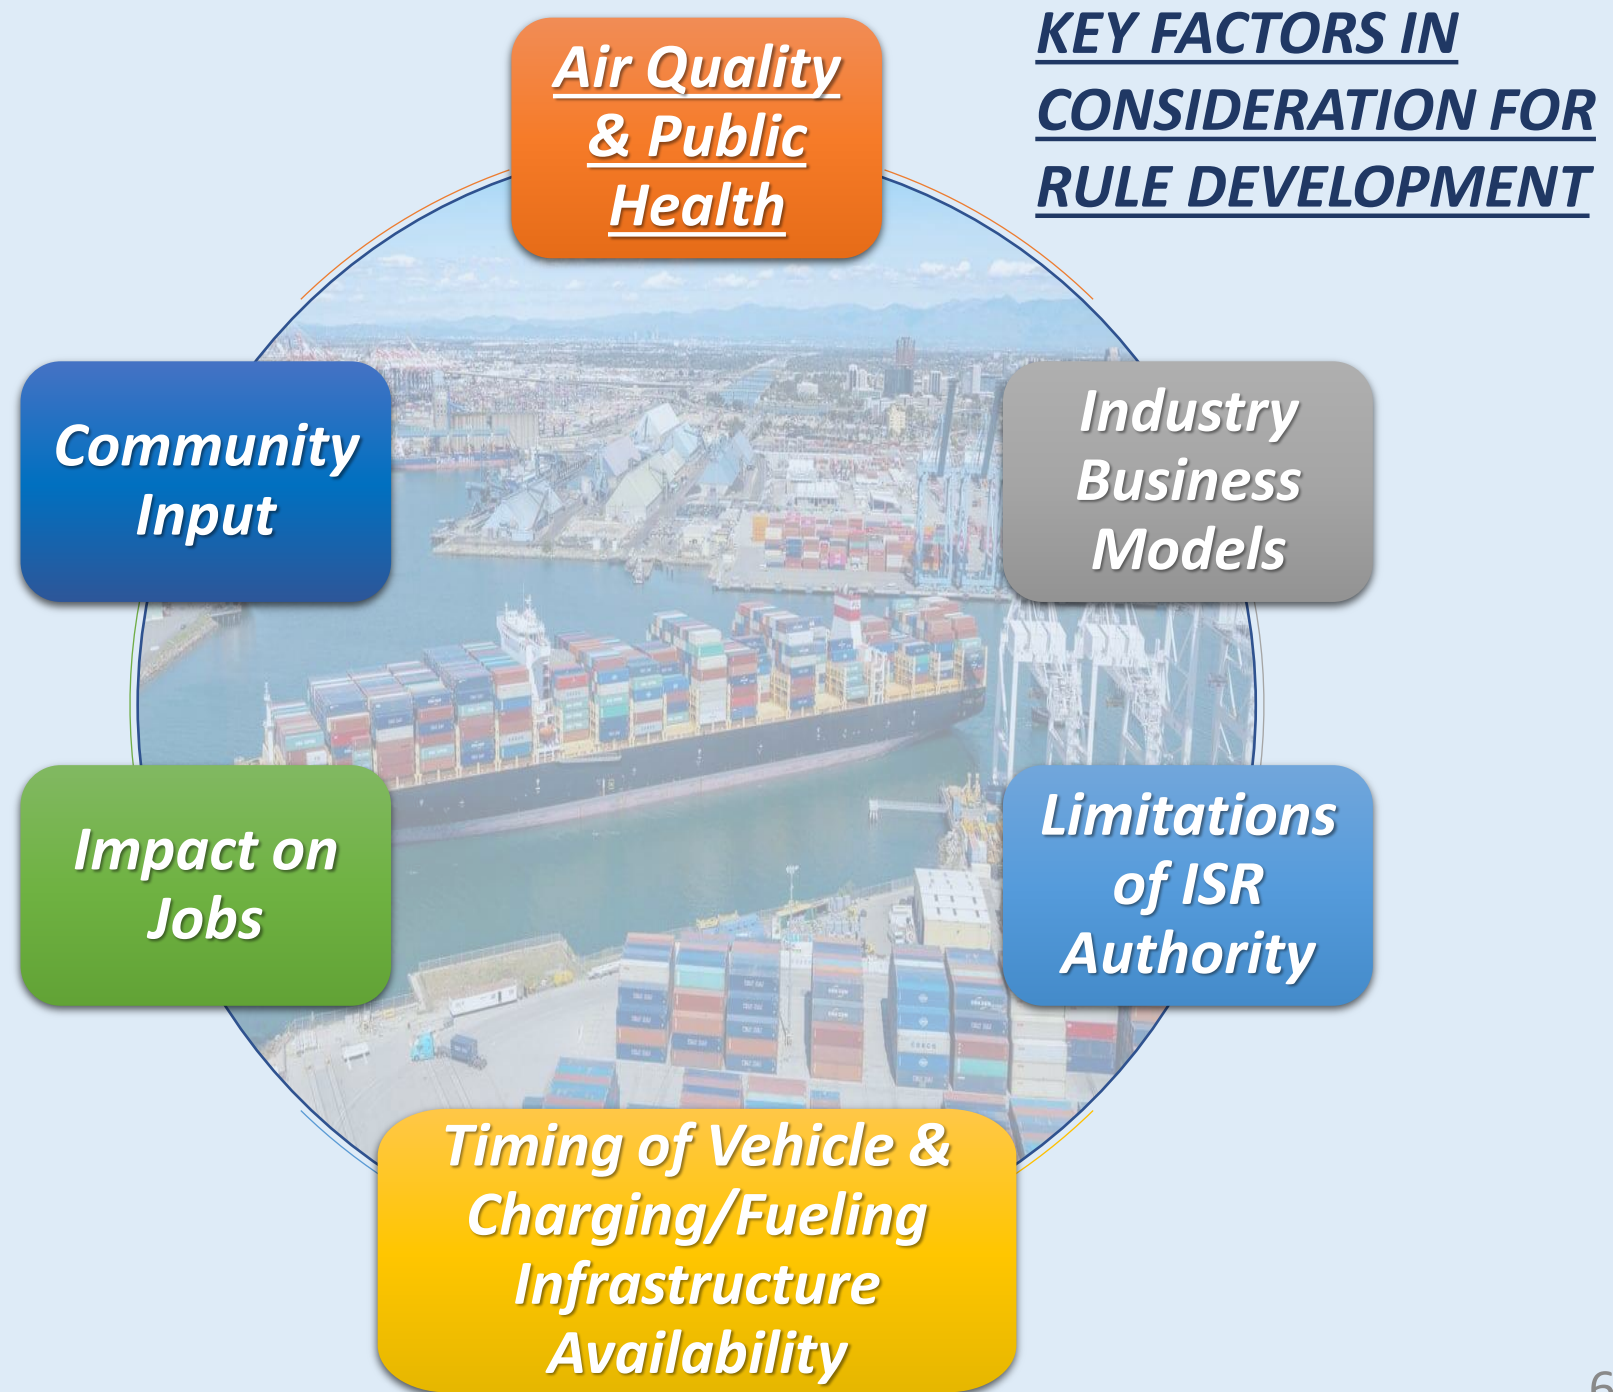 KEY FACTORS IN
CONSIDERATION FOR
RULE DEVELOPMENT
Air Quality
& Public
Health
Industry
Business
Models
Limitations
of ISR
Authority
Timing of Vehicle &
Charging/Fueling
Infrastructure
Availability
Impact on
Jobs
Community
Input
6